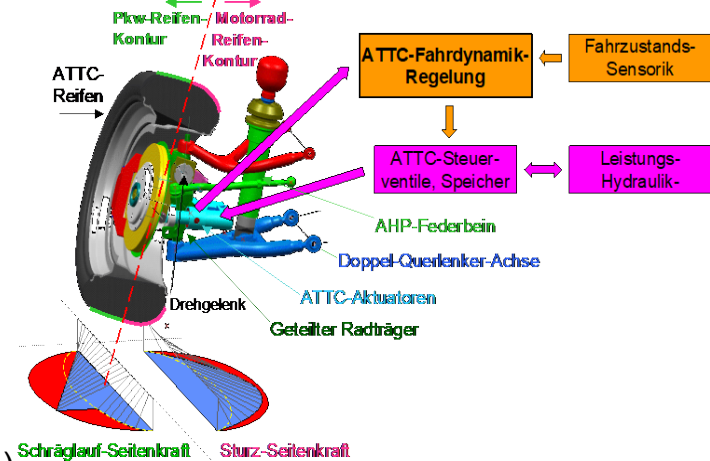 Pkw-Reifen-
Kontur
Motorrad-
Reifen-
Kontur
ATTC-
Reifen
ATTC-Fahrdynamik-
Regelung
Fahrzustands-
Sensorik
ATTC-Steuer-
ventile, Speicher
Leistungs-
Hydraulik-
AHP-Federbein
Doppel-Querlenker-Achse
ATTC-Aktuatoren
Drehgelenk
Geteilter Radträger
Schräglauf-Seitenkraft
Sturz-Seitenkraft
)